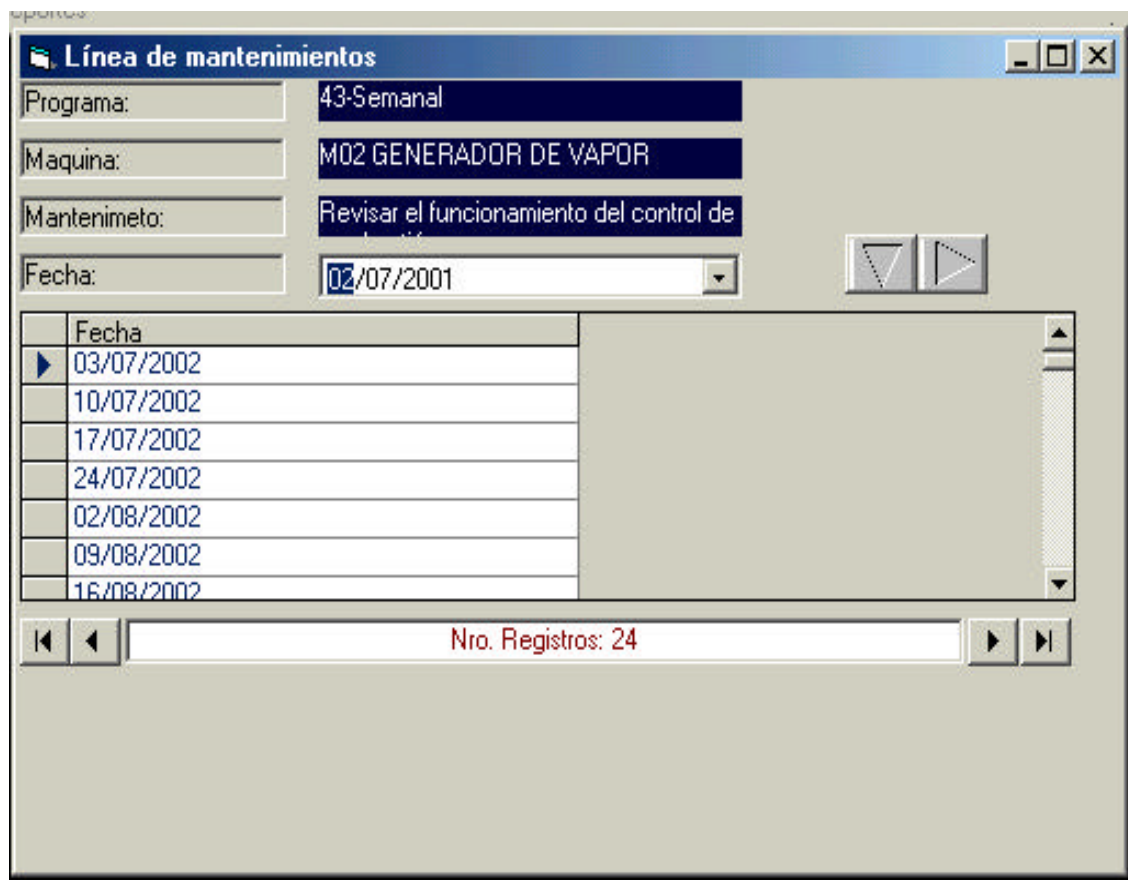 Línea de mantenimientos
Programa: 43-Semanal
Maquina: M02 GENERADOR DE VAPOR
Mantenimeto: Revisar el funcionamiento del control de
Fecha: 02/07/2001
Fecha
03/07/2002
10/07/2002
17/07/2002
24/07/2002
02/08/2002
09/08/2002
16/08/2002
Nro. Registros: 24